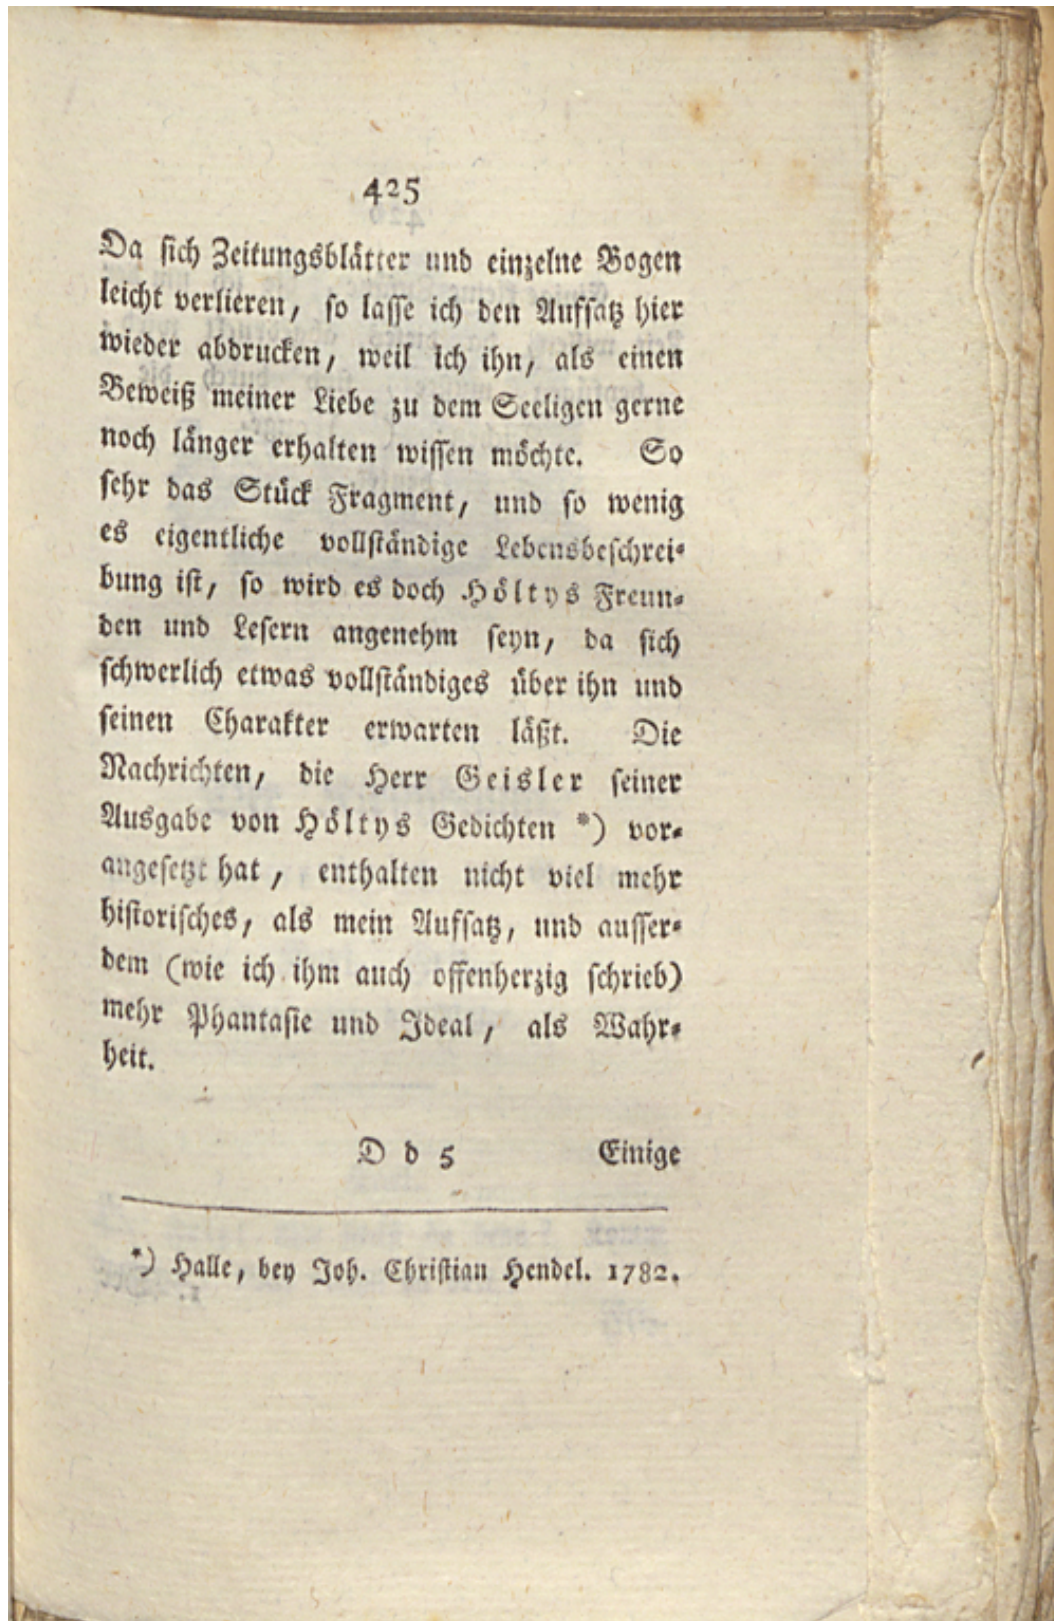 425
Da sich Zeitungsblätter und einzelne Bogen
leicht verlieren, so lasse ich den Aufsatz hier
wieder abdrucken, weil ich ihn, als einen
Beweiß meiner Liebe zu dem Seeligen gerne
noch länger erhalten wissen möchte. So
sehr das Stück Fragment, und so wenig
es eigentliche vollständige Lebensbeschrei-
bung ist, so wird es doch Höltys Freun-
den und Lesern angenehm seyn, da sich
schwerlich etwas vollständiges über ihn und
seinen Charakter erwarten läßt. Die
Nachrichten, die Herr Geisler seiner
Ausgabe von Höltys Gedichten *) vor-
angesetzt hat, enthalten nicht viel mehr
historisches, als mein Aufsatz, und ausser-
dem (wie ich ihm auch offenherzig schrieb)
mehr Phantasie und Ideal, als Wahr-
heit.
D d 5 Einige
*) Halle, bey Joh. Christian Hendel. 1782.